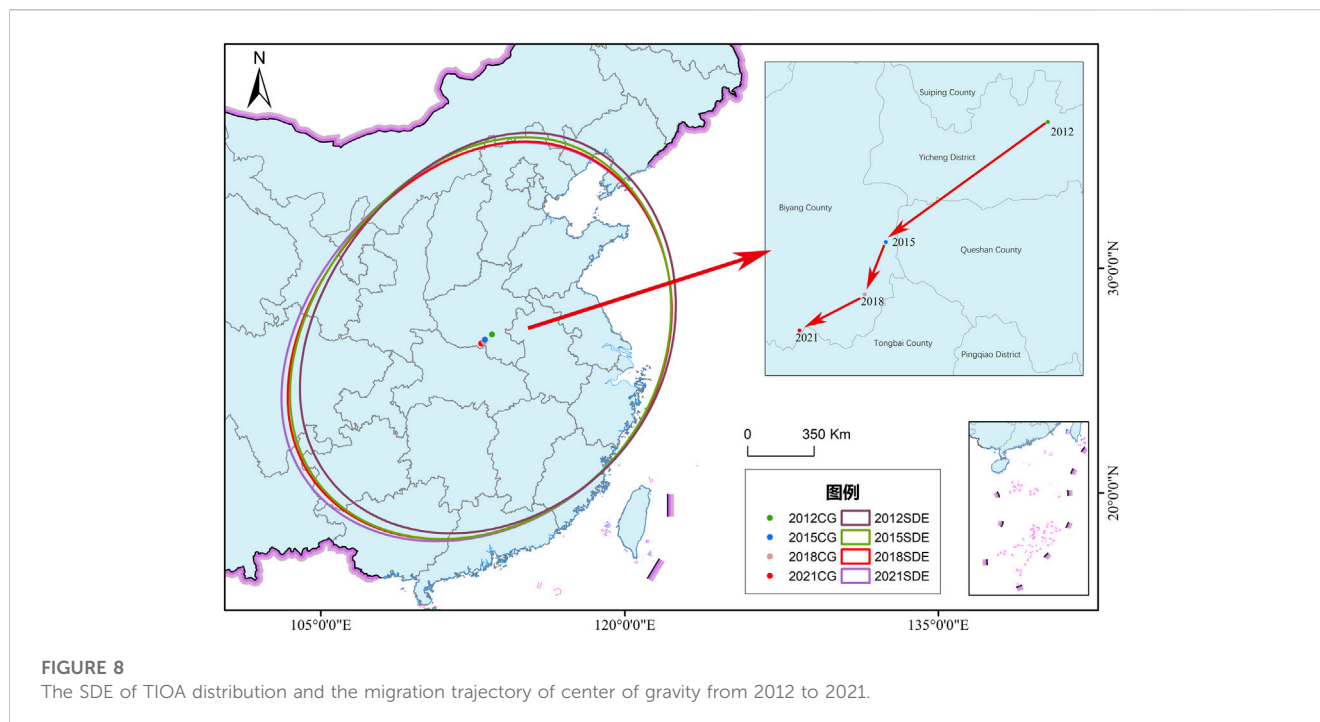 N
Suiping County
2012
Yicheng District
Biyang County
2015
Queshan County
2018
2021
Tongbai County
Pingqiao District
30°0'0"N
20°0'0"N
0 350 Km
图例
2012CG 2012SDE
2015CG 2015SDE
2018CG 2018SDE
2021CG 2021SDE
105°0'0"E 120°0'0"E 135°0'0"E
FIGURE 8
The SDE of TIOA distribution and the migration trajectory of center of gravity from 2012 to 2021.